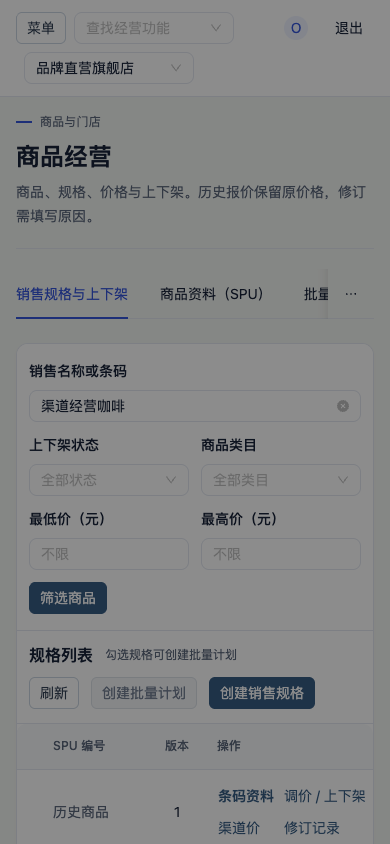 菜单 查找经营功能 O 退出
品牌直营旗舰店
商品与门店
商品经营
商品、规格、价格与上下架。历史报价保留原价格，修订
需填写原因。
销售规格与上下架 商品资料（SPU） 批量 ···
销售名称或条码
渠道经营咖啡
上下架状态 商品类目
全部状态 全部类目
最低价（元） 最高价（元）
不限 不限
筛选商品
规格列表 勾选规格可创建批量计划
刷新 创建批量计划 创建销售规格
SPU 编号 版本 操作
历史商品 1 条码资料 调价 / 上下架
渠道价 修订记录